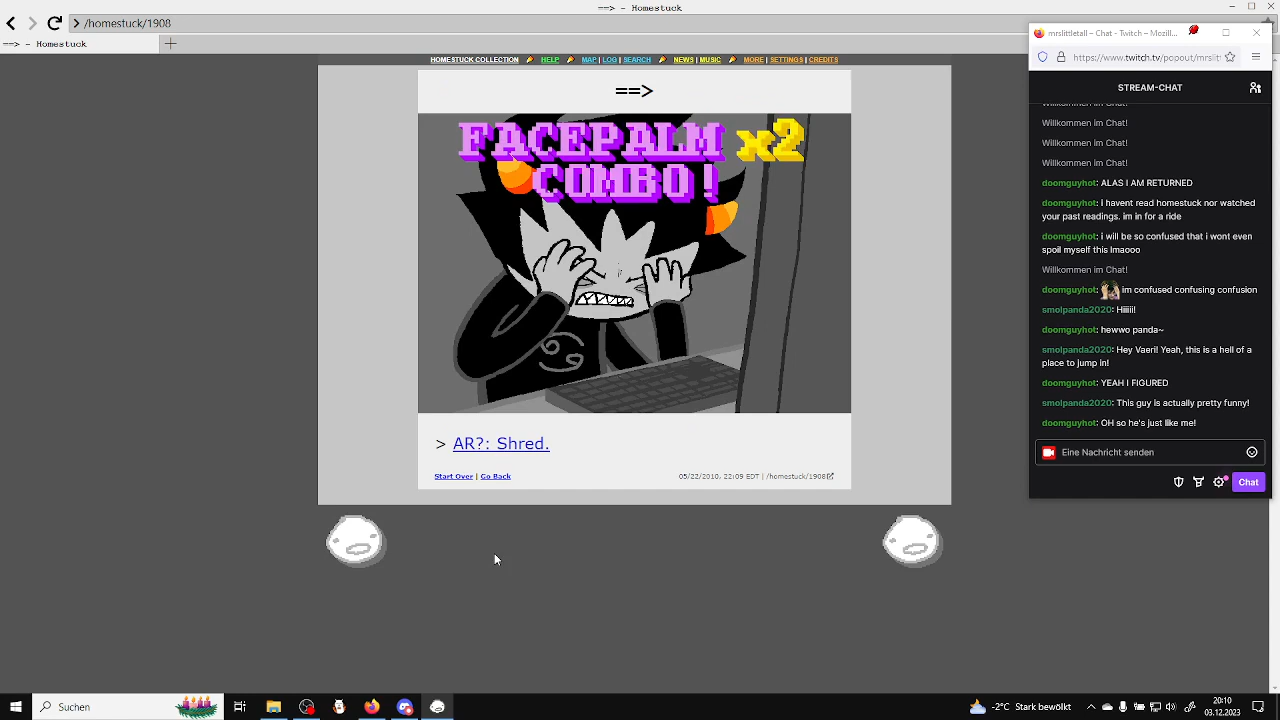 ==> - Homestuck
/homestuck/1908
==> - Homestuck
HOMESTUCK COLLECTION HELP MAP | LOG | SEARCH NEWS | MUSIC MORE | SETTINGS | CREDITS
==>
FACEPALM x2
COMBO!
> AR?: Shred.
Start Over | Go Back
05/22/2010, 22:09 EDT | /homestuck/1908
mrslittletall – Chat – Twitch – Mozill...
https://www.twitch.tv/popout/mrslit
STREAM-CHAT
Willkommen im Chat!
Willkommen im Chat!
Willkommen im Chat!
Willkommen im Chat!
doomguyhot: ALAS I AM RETURNED
doomguyhot: i havent read homestuck nor watched
your past readings. im in for a ride
doomguyhot: i will be so confused that i wont even
spoil myself this lmaooo
Willkommen im Chat!
doomguyhot: im confused confusing confusion
smolpanda2020: Hiiiii!
doomguyhot: hewwo panda~
smolpanda2020: Hey Vaeri! Yeah, this is a hell of a
place to jump in!
doomguyhot: YEAH I FIGURED
smolpanda2020: This guy is actually pretty funny!
doomguyhot: OH so he's just like me!
Eine Nachricht senden
Chat
Suchen
-2°C Stark bewölkt
20:10
03.12.2023